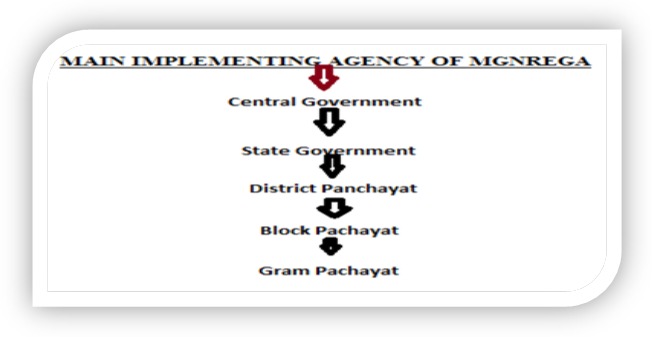 MAIN IMPLEMENTING AGENCY OF MGNREGA
Central Government
State Government
District Panchayat
Block Pachayat
Gram Pachayat